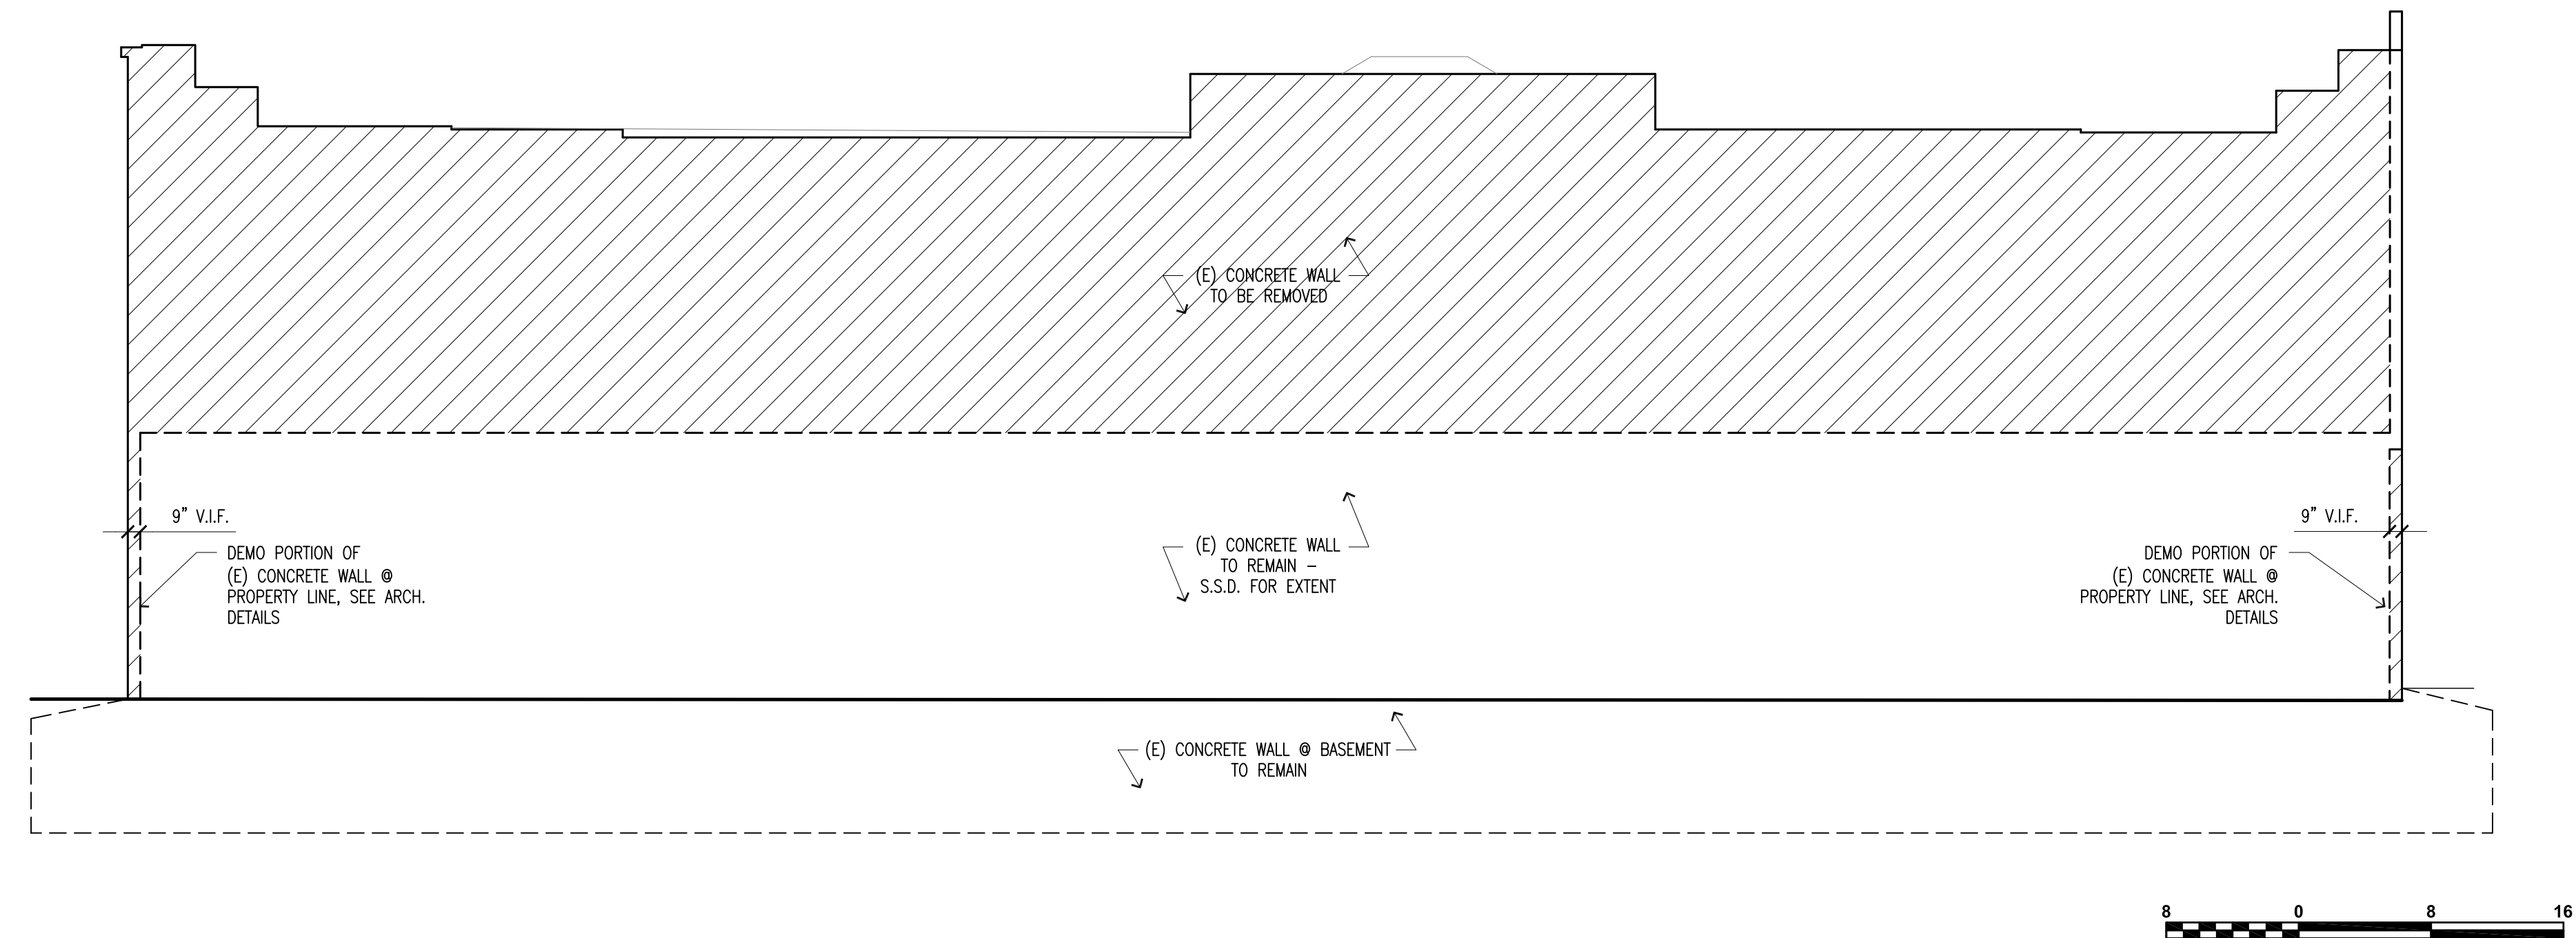 (E) CONCRETE WALL
TO BE REMOVED
9” V.I.F.
DEMO PORTION OF
(E) CONCRETE WALL @
PROPERTY LINE, SEE ARCH.
DETAILS
(E) CONCRETE WALL
TO REMAIN –
S.S.D. FOR EXTENT
9” V.I.F.
DEMO PORTION OF
(E) CONCRETE WALL @
PROPERTY LINE, SEE ARCH.
DETAILS
(E) CONCRETE WALL @ BASEMENT
TO REMAIN
8 0 8 16